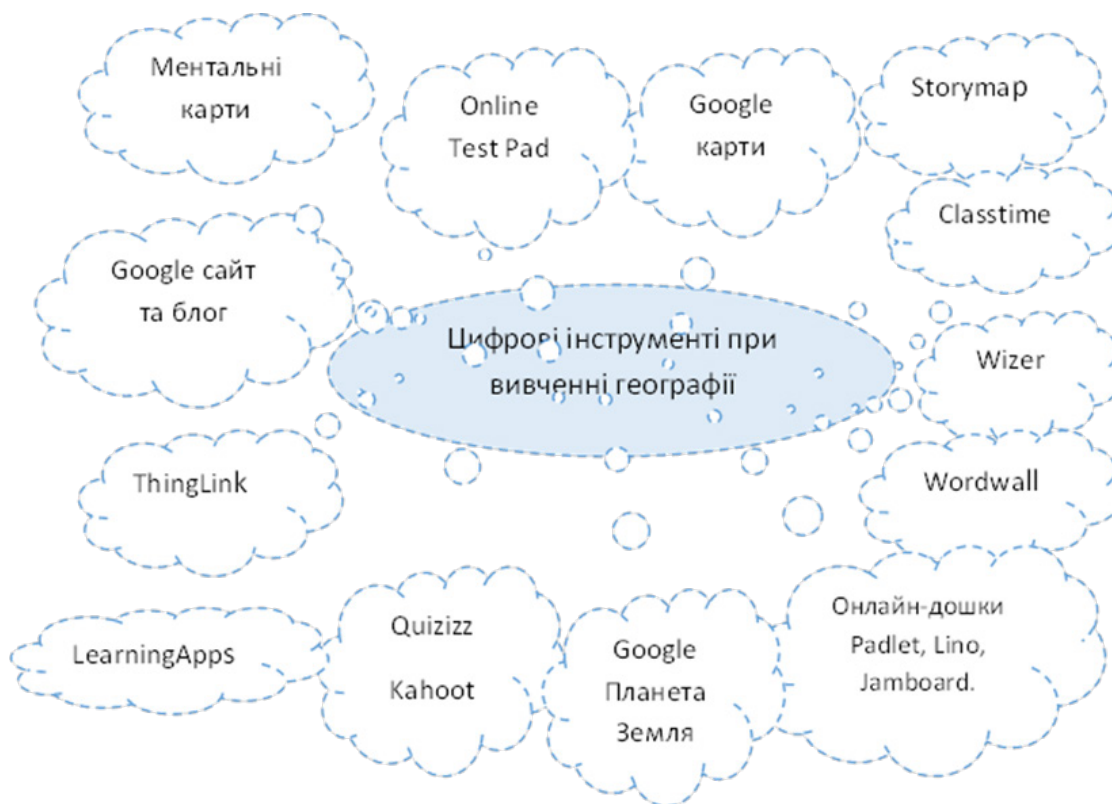 Ментальні
карти
Online
Test Pad
Google
карти
Storymap
Classtime
Google сайт
та блог
Цифрові інструменті при
вивченні географії
Wizer
ThingLink
Wordwall
LearningApps
Quizizz
Kahoot
Google
Планета
Земля
Онлайн-дошки
Padlet, Lino,
Jamboard.